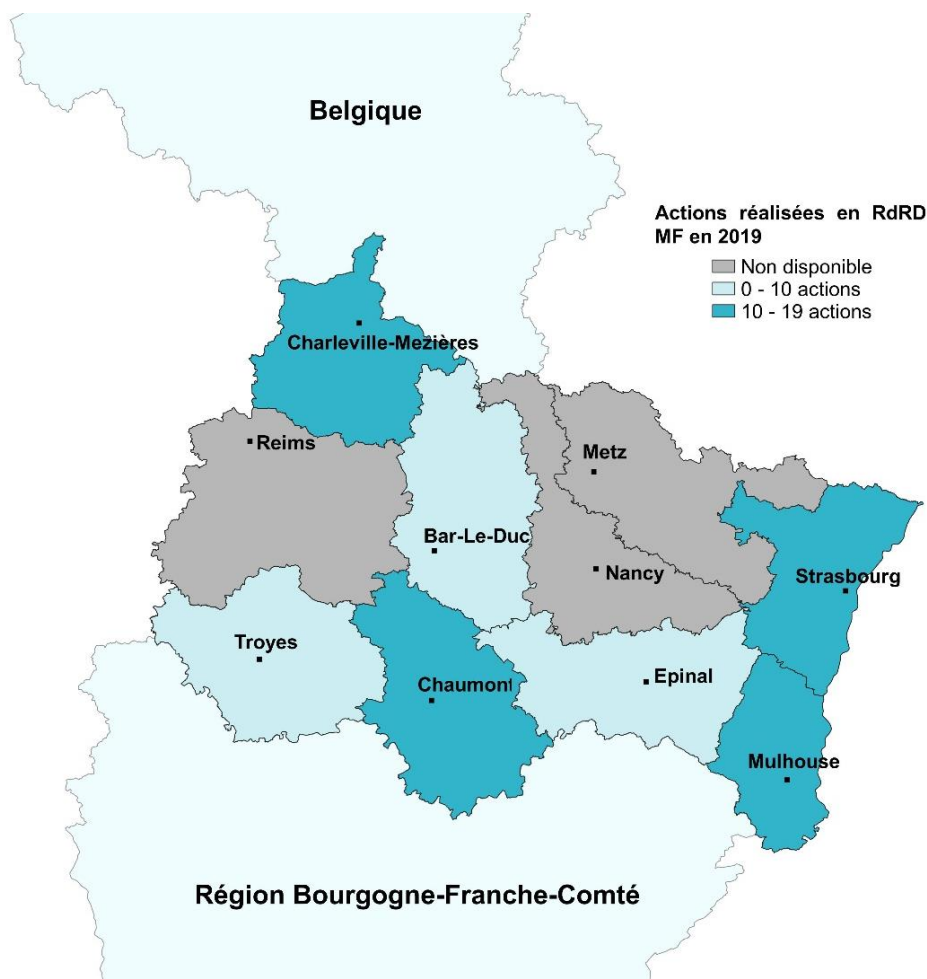 Belgique
Actions réalisées en RdRD
MF en 2019
Non disponible
0 - 10 actions
10 - 19 actions
Charleville-Mezières
Reims
Metz
Bar-Le-Duc
Nancy
Strasbourg
Troyes
Epinal
Chaumont
Mulhouse
Région Bourgogne-Franche-Comté